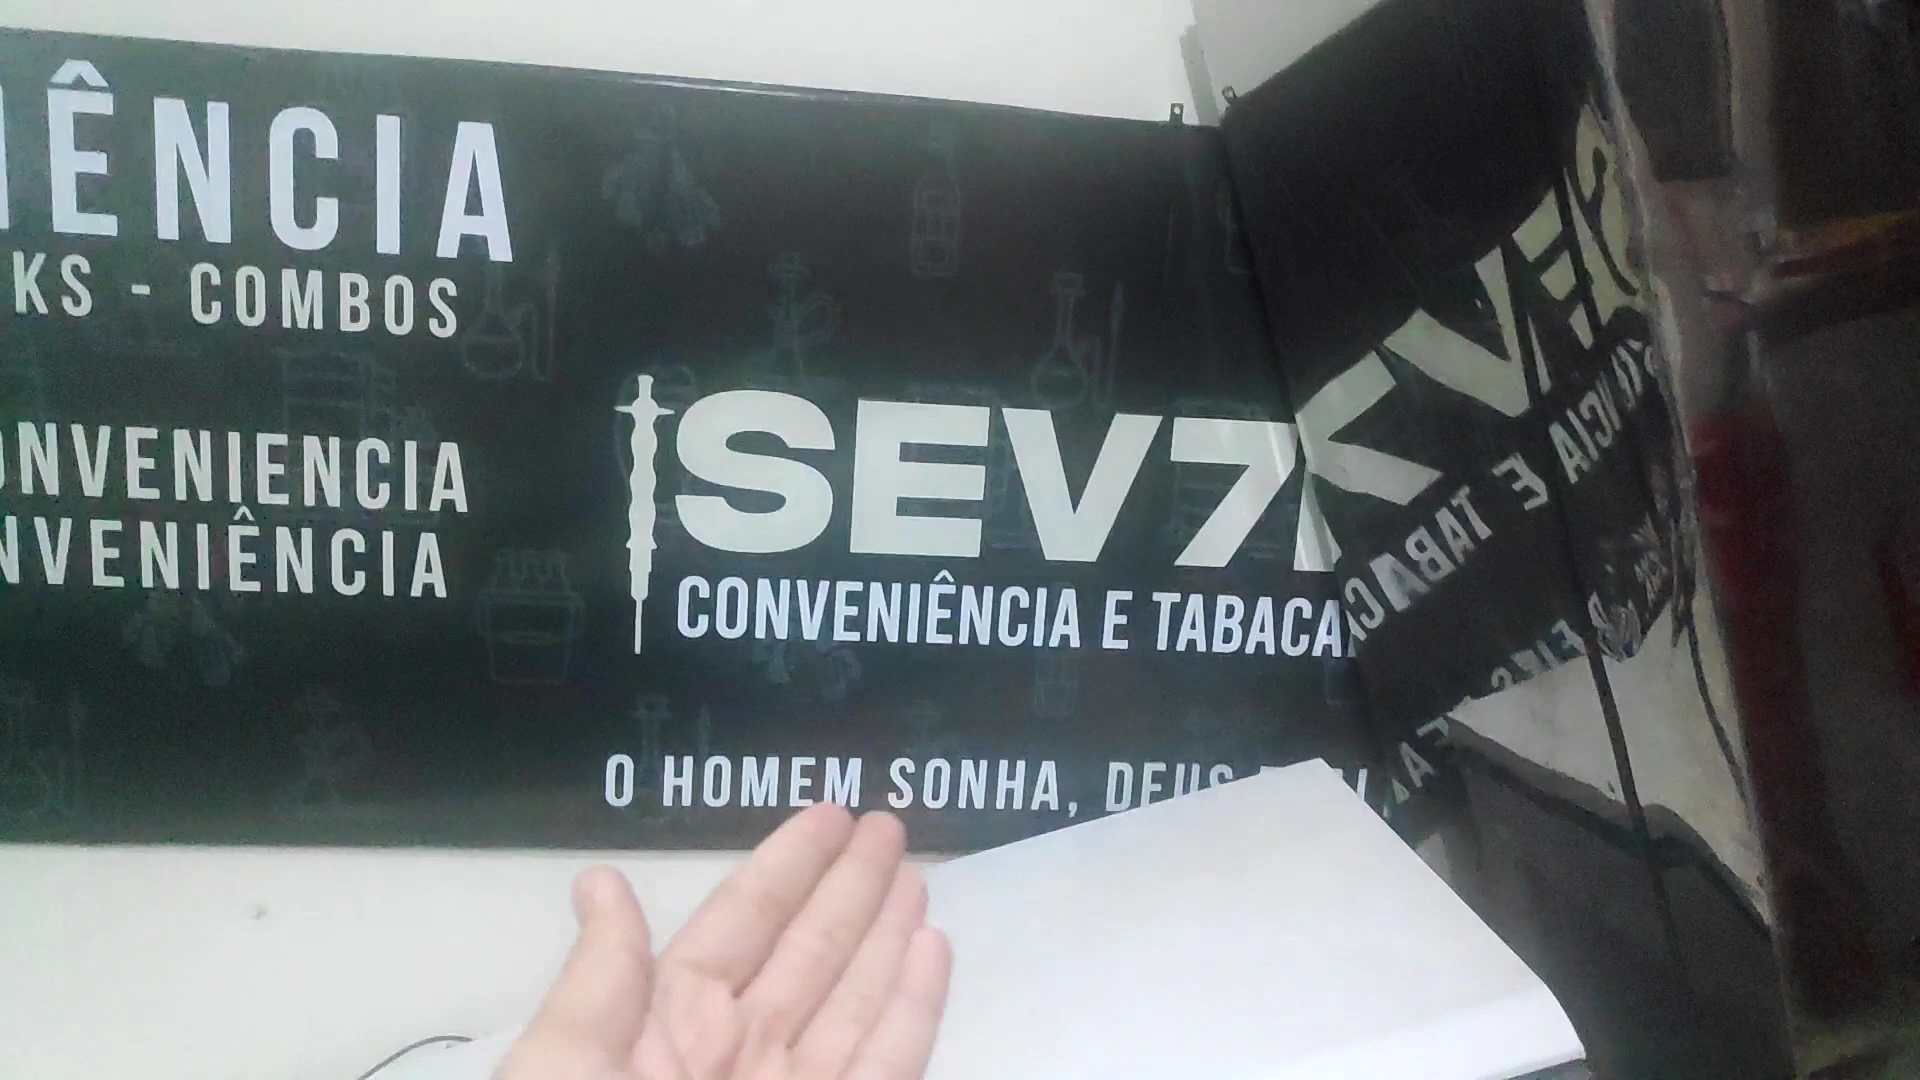 ÊNCIA
KS - COMBOS
ONVENIENCIA
NVENIÊNCIA
SEV7
CONVENIÊNCIA E TABACA
O HOMEM SONHA, DEUS